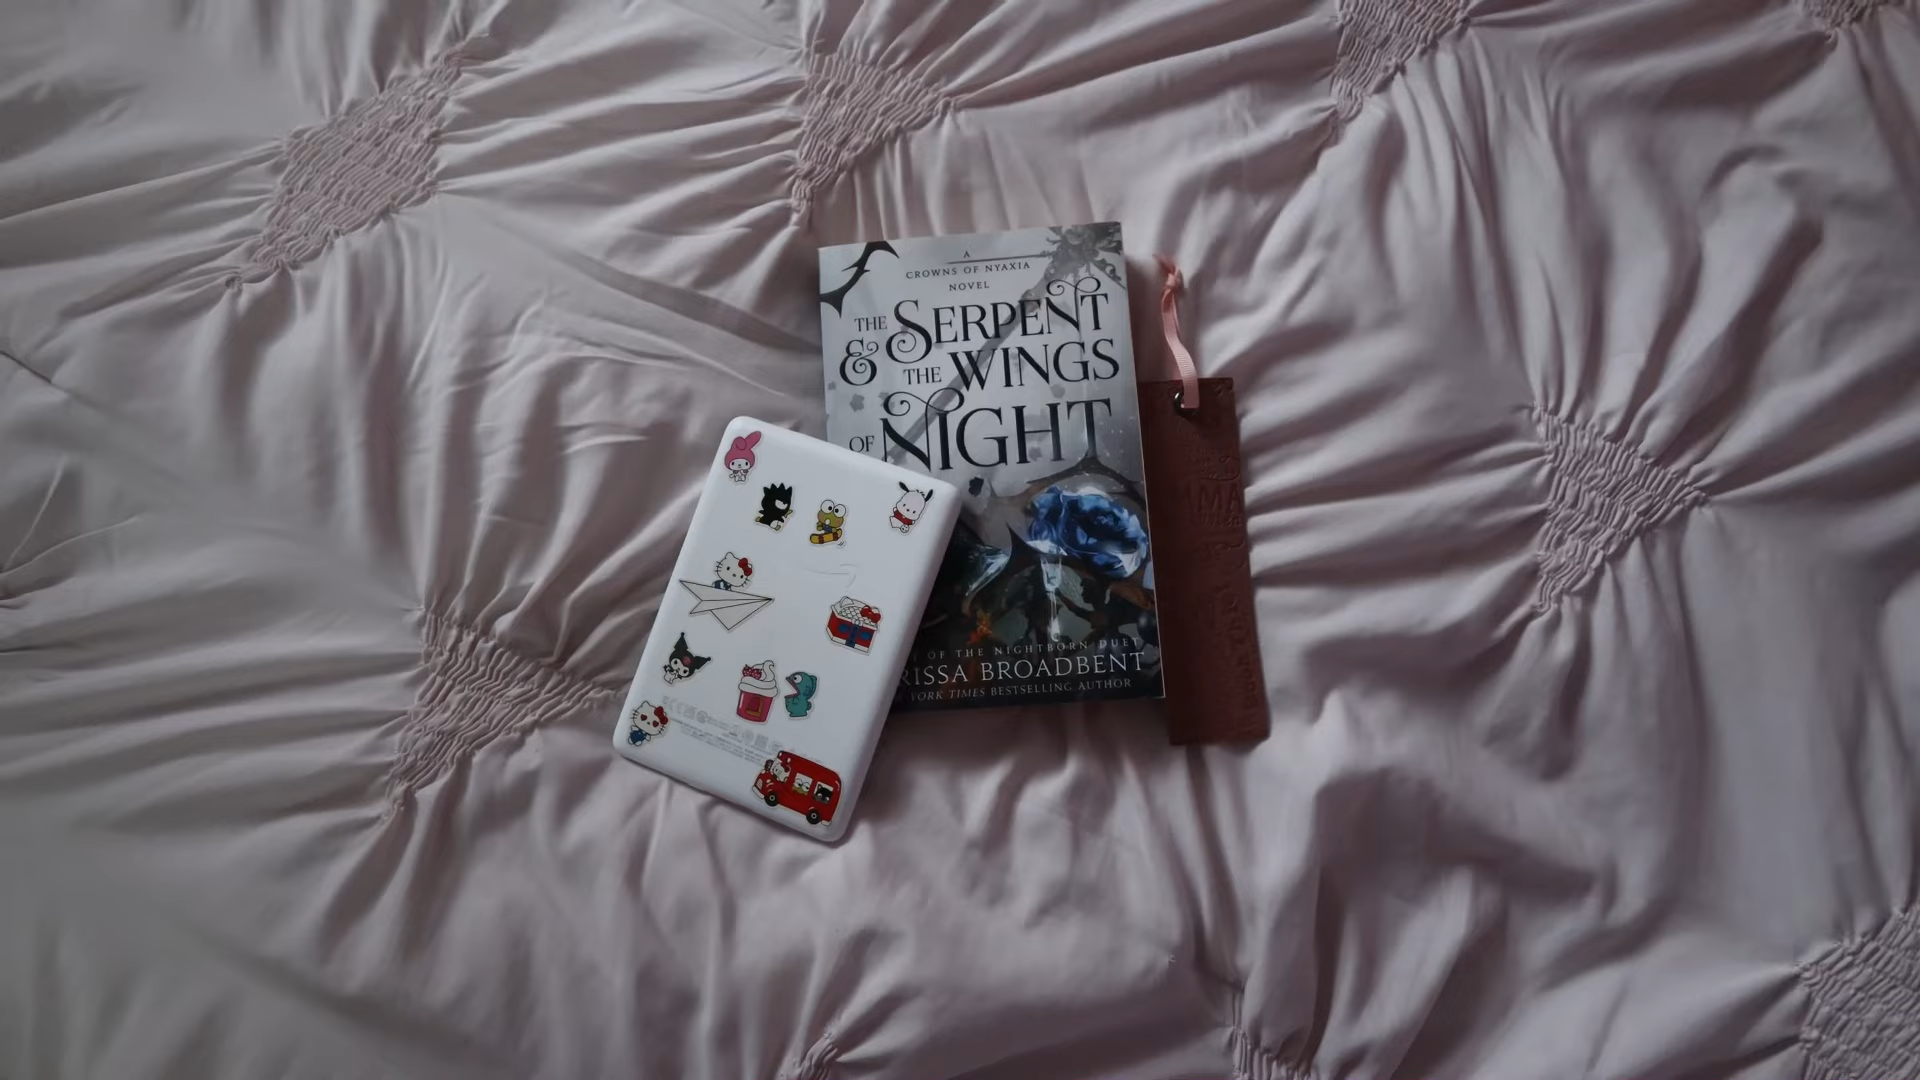 A
CROWNS OF NYAXIA
NOVEL
THE SERPENT
& THE WINGS
OF NIGHT
OF THE NIGHTBORN DUET
RISSA BROADBENT
YORK TIMES BESTSELLING AUTHOR
MA